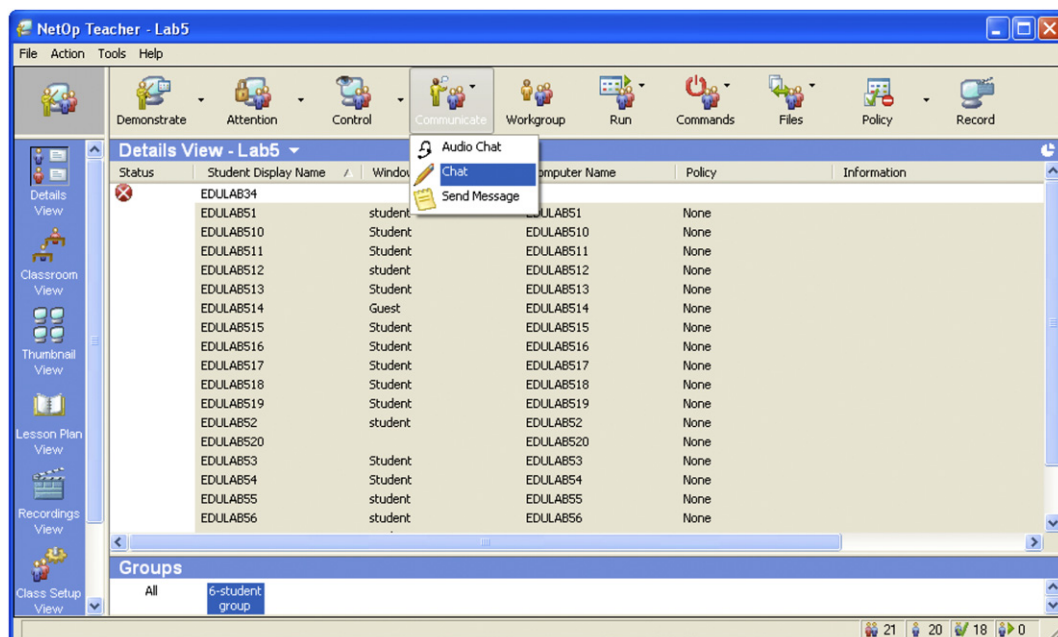 NetOp Teacher - Lab5
File Action Tools Help
Demonstrate Attention Control Communicate Workgroup Run Commands Files Policy Record
Audio Chat
Chat
Send Message
Details View
Classroom View
Thumbnail View
Lesson Plan View
Recordings View
Class Setup View
Details View - Lab5
Status Student Display Name Computer Name Policy Information
EDULAB34
EDULAB51 student EDULAB51 None
EDULAB510 Student EDULAB510 None
EDULAB511 Student EDULAB511 None
EDULAB512 student EDULAB512 None
EDULAB513 Student EDULAB513 None
EDULAB514 Guest EDULAB514 None
EDULAB515 Student EDULAB515 None
EDULAB516 Student EDULAB516 None
EDULAB517 Student EDULAB517 None
EDULAB518 Student EDULAB518 None
EDULAB519 Student EDULAB519 None
EDULAB52 student EDULAB52 None
EDULAB520 EDULAB520 None
EDULAB53 Student EDULAB53 None
EDULAB54 Student EDULAB54 None
EDULAB55 student EDULAB55 None
EDULAB56 student EDULAB56 None
Groups
All 6-student
group
21 20 18 0